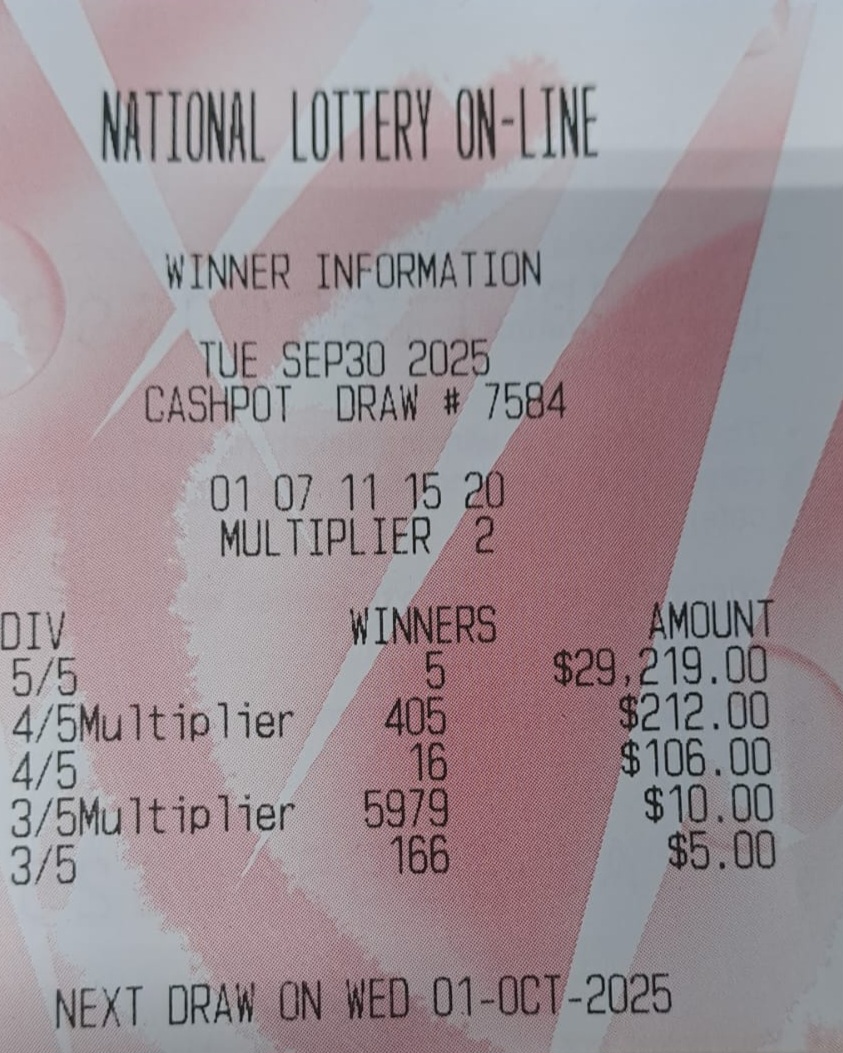 NATIONAL LOTTERY ON-LINE
WINNER INFORMATION
TUE SEP30 2025
CASHPOT DRAW # 7584
01 07 11 15 20
MULTIPLIER 2
DIV WINNERS AMOUNT
5/5 5 $29,219.00
4/5Multiplier 405 $212.00
4/5 16 $106.00
3/5Multiplier 5979 $10.00
3/5 166 $5.00
NEXT DRAW ON WED 01-OCT-2025